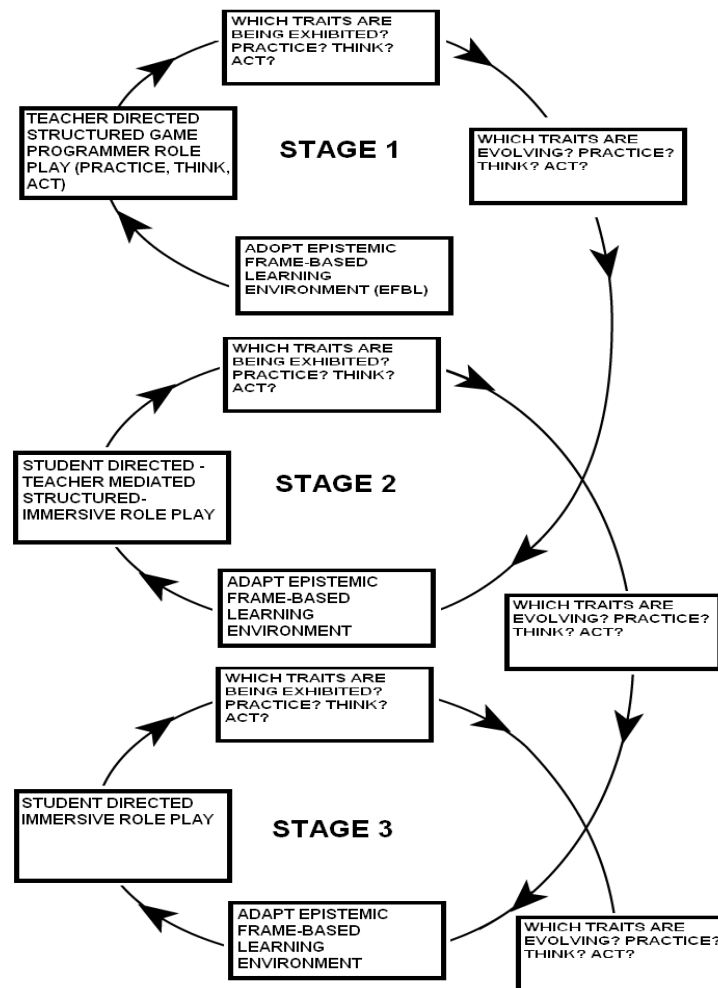 WHICH TRAITS ARE
BEING EXHIBITED?
PRACTICE? THINK?
ACT?
TEACHER DIRECTED
STRUCTURED GAME
PROGRAMMER ROLE
PLAY (PRACTICE, THINK,
ACT)
STAGE 1
WHICH TRAITS ARE
EVOLVING? PRACTICE?
THINK? ACT?
ADOPT EPISTEMIC
FRAME-BASED
LEARNING
ENVIRONMENT (EFBL)
WHICH TRAITS ARE
BEING EXHIBITED?
PRACTICE? THINK?
ACT?
STUDENT DIRECTED -
TEACHER MEDIATED
STRUCTURED-
IMMERSIVE ROLE PLAY
STAGE 2
ADAPT EPISTEMIC
FRAME-BASED
LEARNING
ENVIRONMENT
WHICH TRAITS ARE
EVOLVING? PRACTICE?
THINK? ACT?
WHICH TRAITS ARE
BEING EXHIBITED?
PRACTICE? THINK?
ACT?
STUDENT DIRECTED
IMMERSIVE ROLE PLAY
STAGE 3
ADAPT EPISTEMIC
FRAME-BASED
LEARNING
ENVIRONMENT
WHICH TRAITS ARE
EVOLVING? PRACTICE?
THINK? ACT?